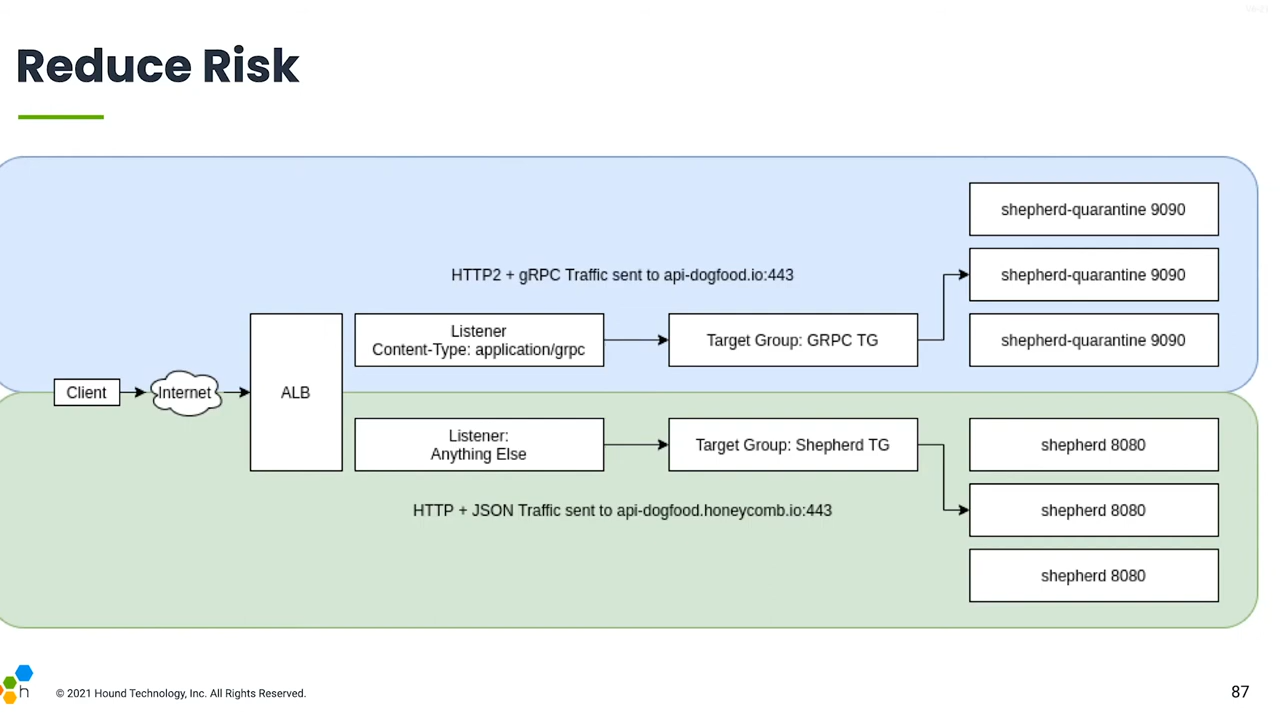 Reduce Risk
shepherd-quarantine 9090
HTTP2 + gRPC Traffic sent to api-dogfood.io:443
shepherd-quarantine 9090
Listener
Content-Type: application/grpc
Target Group: GRPC TG
shepherd-quarantine 9090
Client
Internet
ALB
Listener:
Anything Else
Target Group: Shepherd TG
shepherd 8080
HTTP + JSON Traffic sent to api-dogfood.honeycomb.io:443
shepherd 8080
shepherd 8080
h
© 2021 Hound Technology, Inc. All Rights Reserved.
87